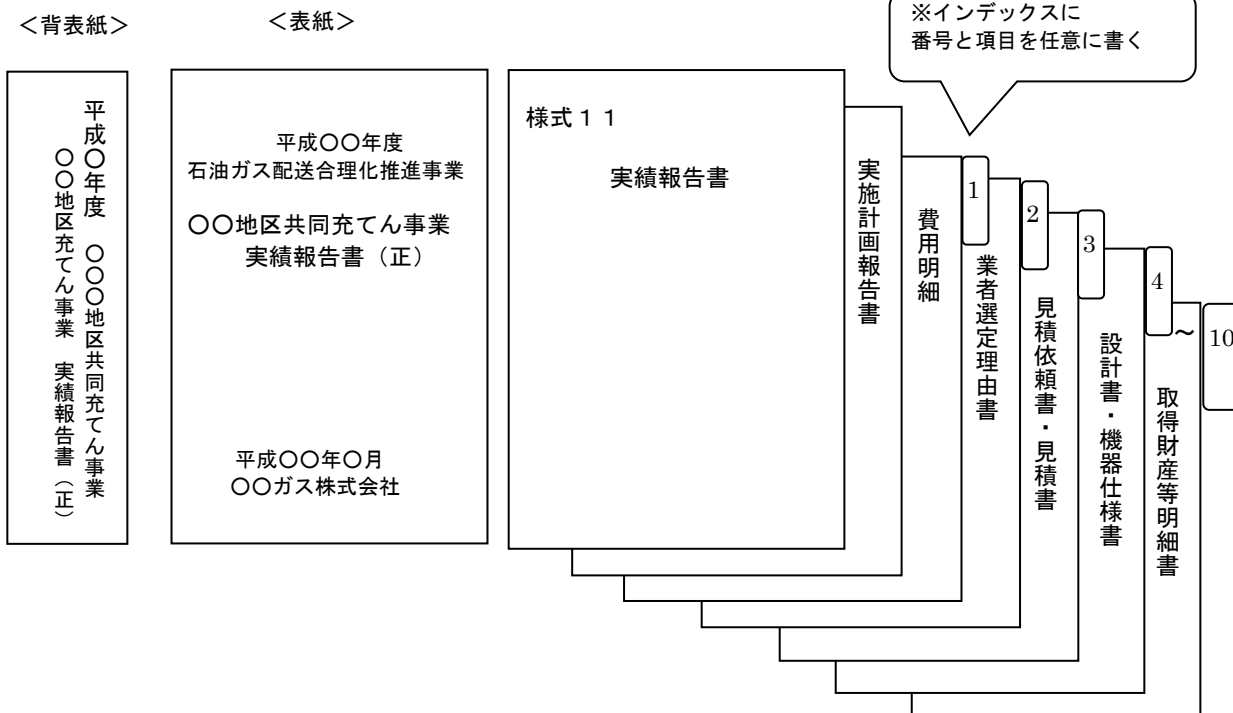 <背表紙>
平成〇年度　〇〇〇地区共同充てん事業
〇〇地区充てん事業　実績報告書（正）
<表紙>
平成〇〇年度
石油ガス配送合理化推進事業
〇〇地区共同充てん事業
実績報告書（正）
平成〇〇年〇月
〇〇ガス株式会社
様式１１
実績報告書
実施計画報告書
費用明細
※インデックスに
番号と項目を任意に書く
1
業者選定理由書
2
見積依頼書・見積書
3
設計書・機器仕様書
4
取得財産等明細書
～
10